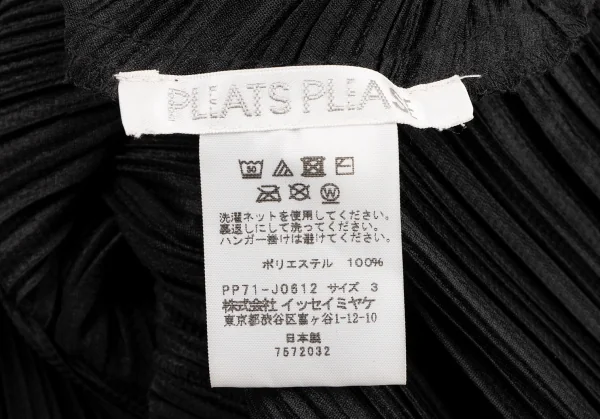 PLEATS PLEASE
洗濯ネットを使用してください。
裏返しにして洗ってください。
ハンガー掛けは避けてください。
ポリエステル 100%
PP71-J0612 サイズ 3
株式会社 イッセイミヤケ
東京都渋谷区富ヶ谷1-12-10
日本製
7572032